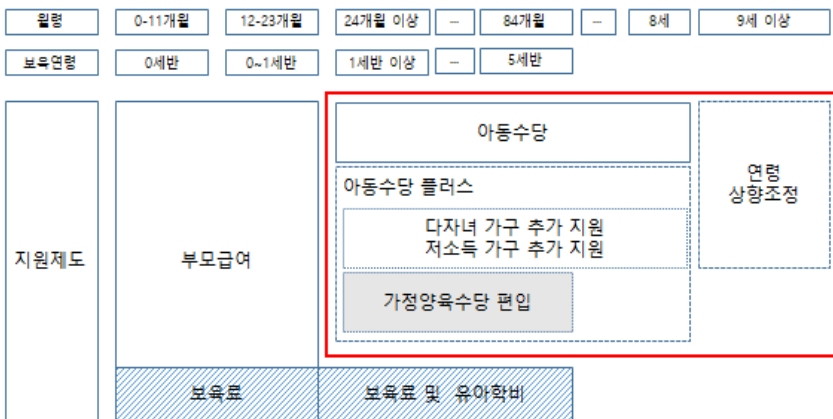 월령 0-11개월 12-23개월 24개월 이상 ... 84개월 ... 8세 9세 이상
보육연령 0세반 0~1세반 1세반 이상 ... 5세반
지원제도
부모급여
아동수당
아동수당 플러스
다자녀 가구 추가 지원
저소득 가구 추가 지원
가정양육수당 편입
연령
상향조정
보육료
보육료 및 유아학비